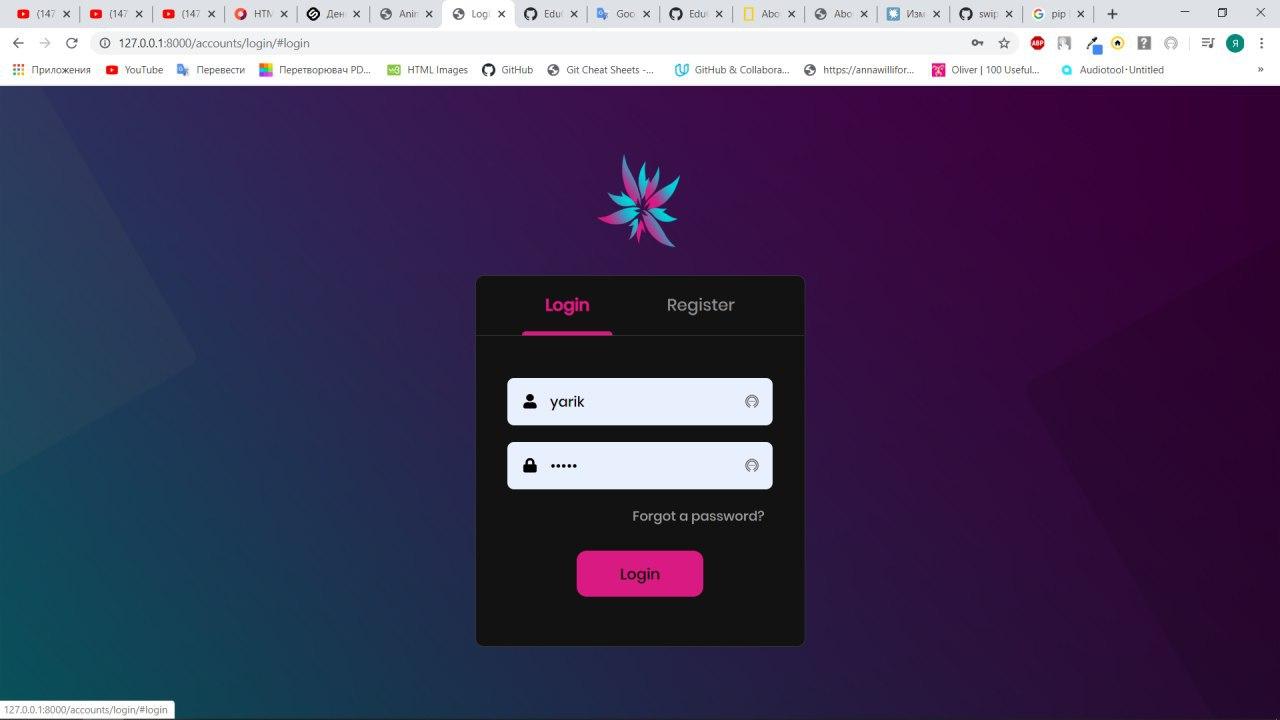 (147 (147 (147 HTM Ден Anin Logi Edu Goo Edu Abo Abo Изм swip pip
127.0.0.1:8000/accounts/login/#login
Приложения YouTube Перевести Перетворювач PD... HTML Images GitHub Git Cheat Sheets -... GitHub & Collabora... https://annawillifor... Diver | 100 Useful... Audiotool·Untitled »
Login Register
yarik
•••••
Forgot a password?
Login
127.0.0.1:8000/accounts/login/#login